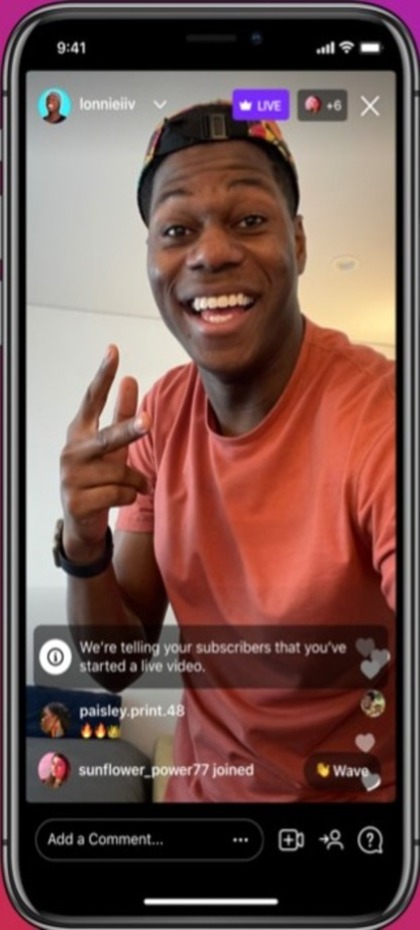 9:41
lonnieiiv
LIVE
+6
We're telling your subscribers that you've
started a live video.
paisley.print.48
🔥🔥👑
sunflower_power77 joined
👋 Wave
Add a Comment...